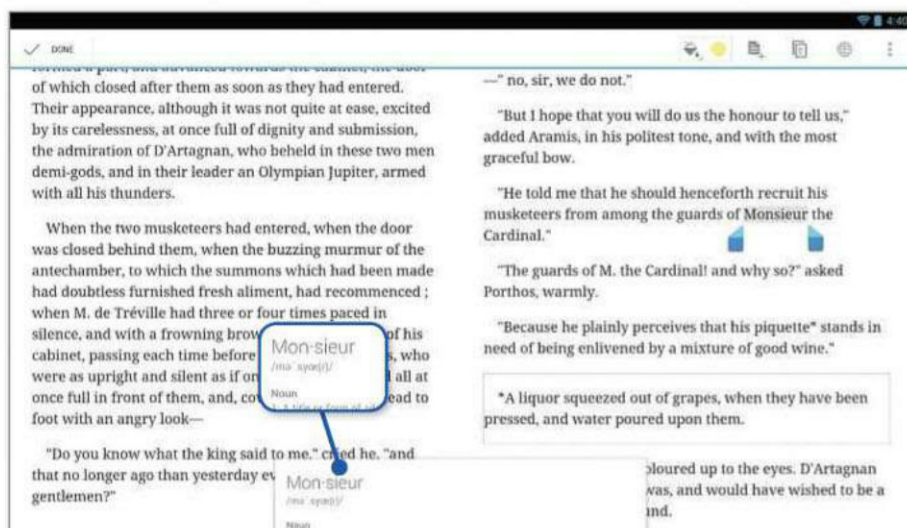 4:40
DONE
of which closed after them as soon as they had entered.
Their appearance, although it was not quite at ease, excited
by its carelessness, at once full of dignity and submission,
the admiration of D'Artagnan, who beheld in these two men
demi-gods, and in their leader an Olympian Jupiter, armed
with all his thunders.
When the two musketeers had entered, when the door
was closed behind them, when the buzzing murmur of the
antechamber, to which the summons which had been made
had doubtless furnished fresh aliment, had recommenced ;
when M. de Tréville had three or four times paced in
silence, and with a frowning brow of his
cabinet, passing each time before s, who
were as upright and silent as if on l all at
once full in front of them, and, co ead to
foot with an angry look—
"Do you know what the king said to me." cried he. "and
that no longer ago than yesterday ev
gentlemen?"
Mon·sieur
Noun
Mon·sieur
Noun
—" no, sir, we do not."
"But I hope that you will do us the honour to tell us,"
added Aramis, in his politest tone, and with the most
graceful bow.
"He told me that he should henceforth recruit his
musketeers from among the guards of Monsieur the
Cardinal."
"The guards of M. the Cardinal! and why so?" asked
Porthos, warmly.
"Because he plainly perceives that his piquette* stands in
need of being enlivened by a mixture of good wine."
*A liquor squeezed out of grapes, when they have been
pressed, and water poured upon them.
oloured up to the eyes. D'Artagnan
was, and would have wished to be a
und.